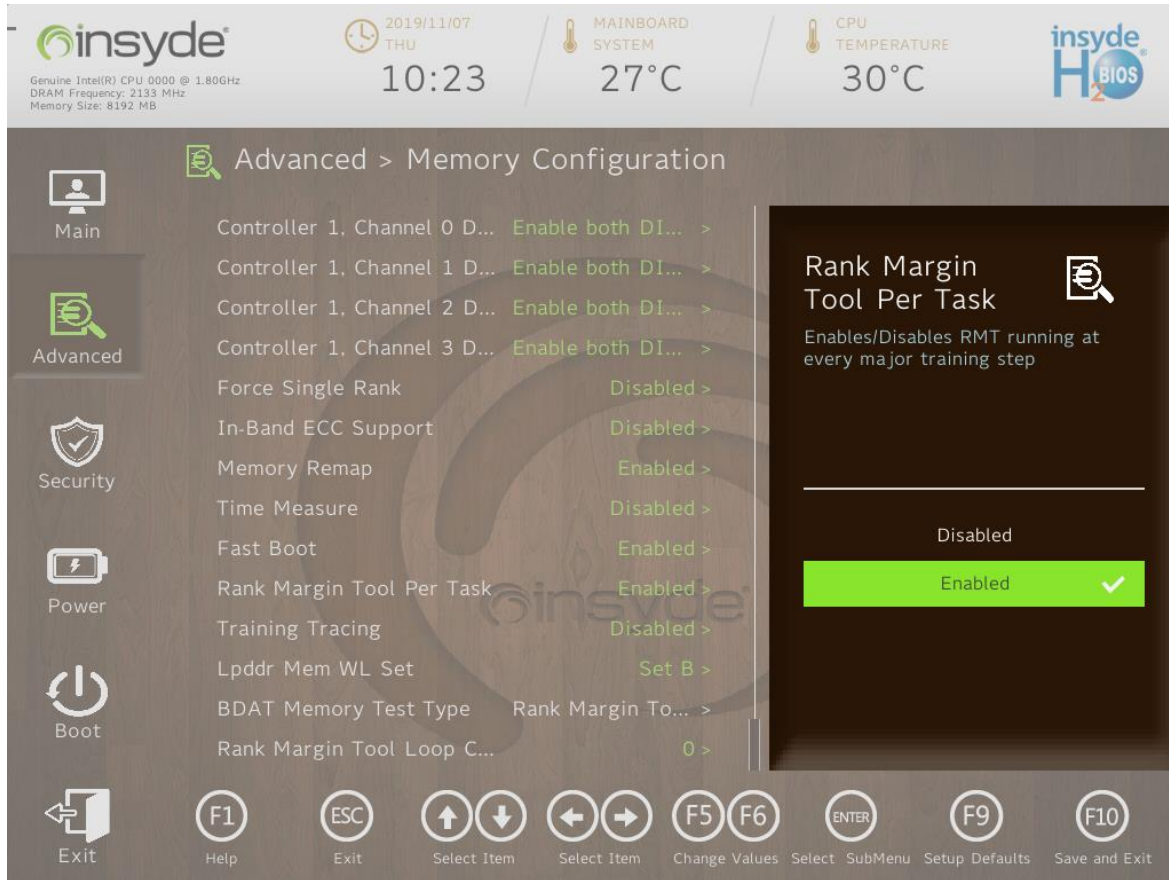 insyde
Genuine Intel(R) CPU 0000 @ 1.80GHz
DRAM Frequency: 2133 MHz
Memory Size: 8192 MB
2019/11/07
THU
10:23
MAINBOARD
SYSTEM
27°C
CPU
TEMPERATURE
30°C
insyde
H2BIOS
Main
Advanced
Security
Power
Boot
Exit
Advanced > Memory Configuration
Controller 1, Channel 0 D... Enable both DI... >
Controller 1, Channel 1 D... Enable both DI... >
Controller 1, Channel 2 D... Enable both DI... >
Controller 1, Channel 3 D... Enable both DI... >
Force Single Rank Disabled >
In-Band ECC Support Disabled >
Memory Remap Enabled >
Time Measure Disabled >
Fast Boot Enabled >
Rank Margin Tool Per Task Enabled >
Training Tracing Disabled >
Lpddr Mem WL Set Set B >
BDAT Memory Test Type Rank Margin To... >
Rank Margin Tool Loop C... 0 >
insyde
Rank Margin
Tool Per Task
Enables/Disables RMT running at
every major training step
Disabled
Enabled
F1
Help
ESC
Exit
Select Item
Select Item
F5 F6
Change Values
ENTER
Select SubMenu
F9
Setup Defaults
F10
Save and Exit